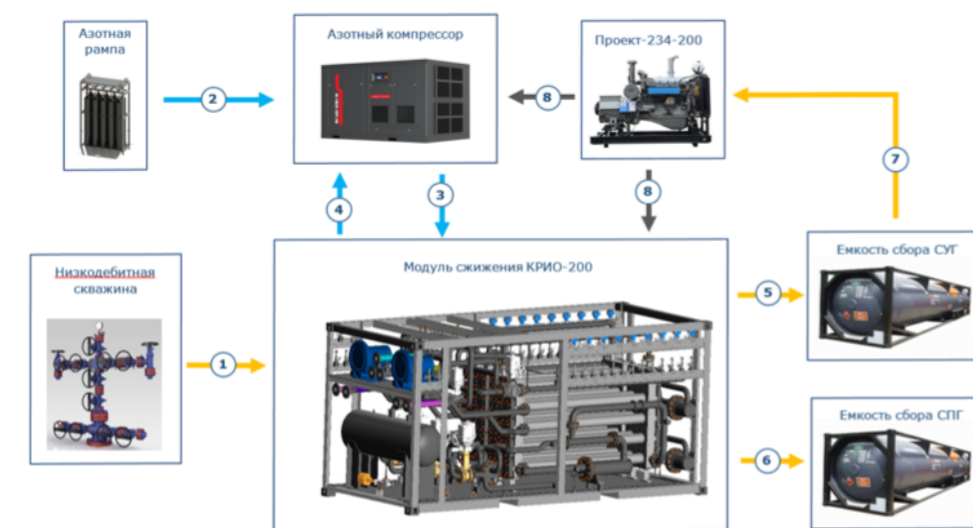 Азотная
рампа
Азотный компрессор
Проект-234-200
2
8
7
4
3
8
Низкодебитная
скважина
Модуль сжижения КРИО-200
Емкость сбора СУГ
1
5
Емкость сбора СПГ
6